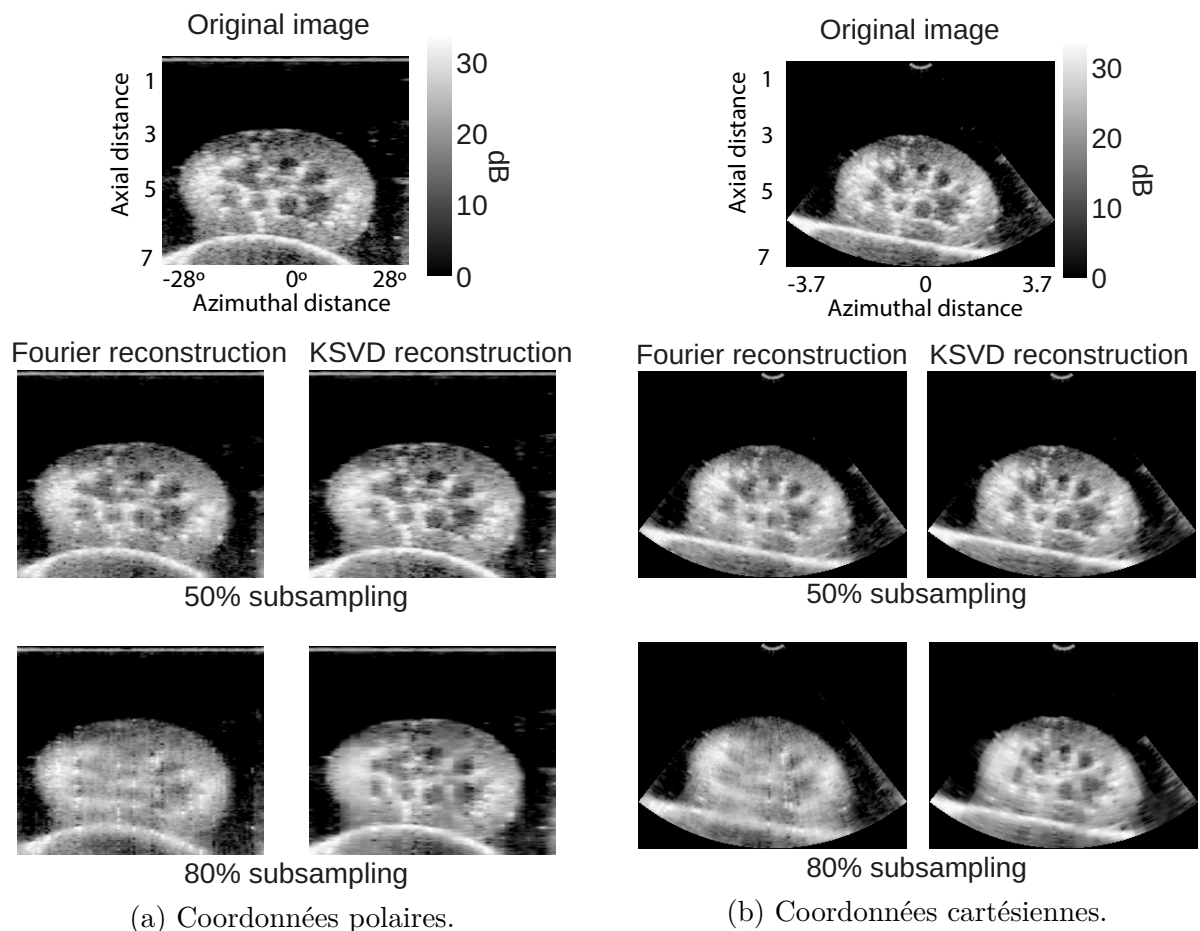 Original image
Axial distance
1
3
5
7
-28º 0º 28º
Azimuthal distance
30
20
10
0
dB
Fourier reconstruction KSVD reconstruction
50% subsampling
80% subsampling
(a) Coordonnées polaires.
Original image
Axial distance
1
3
5
7
-3.7 0 3.7
Azimuthal distance
30
20
10
0
dB
Fourier reconstruction KSVD reconstruction
50% subsampling
80% subsampling
(b) Coordonnées cartésiennes.